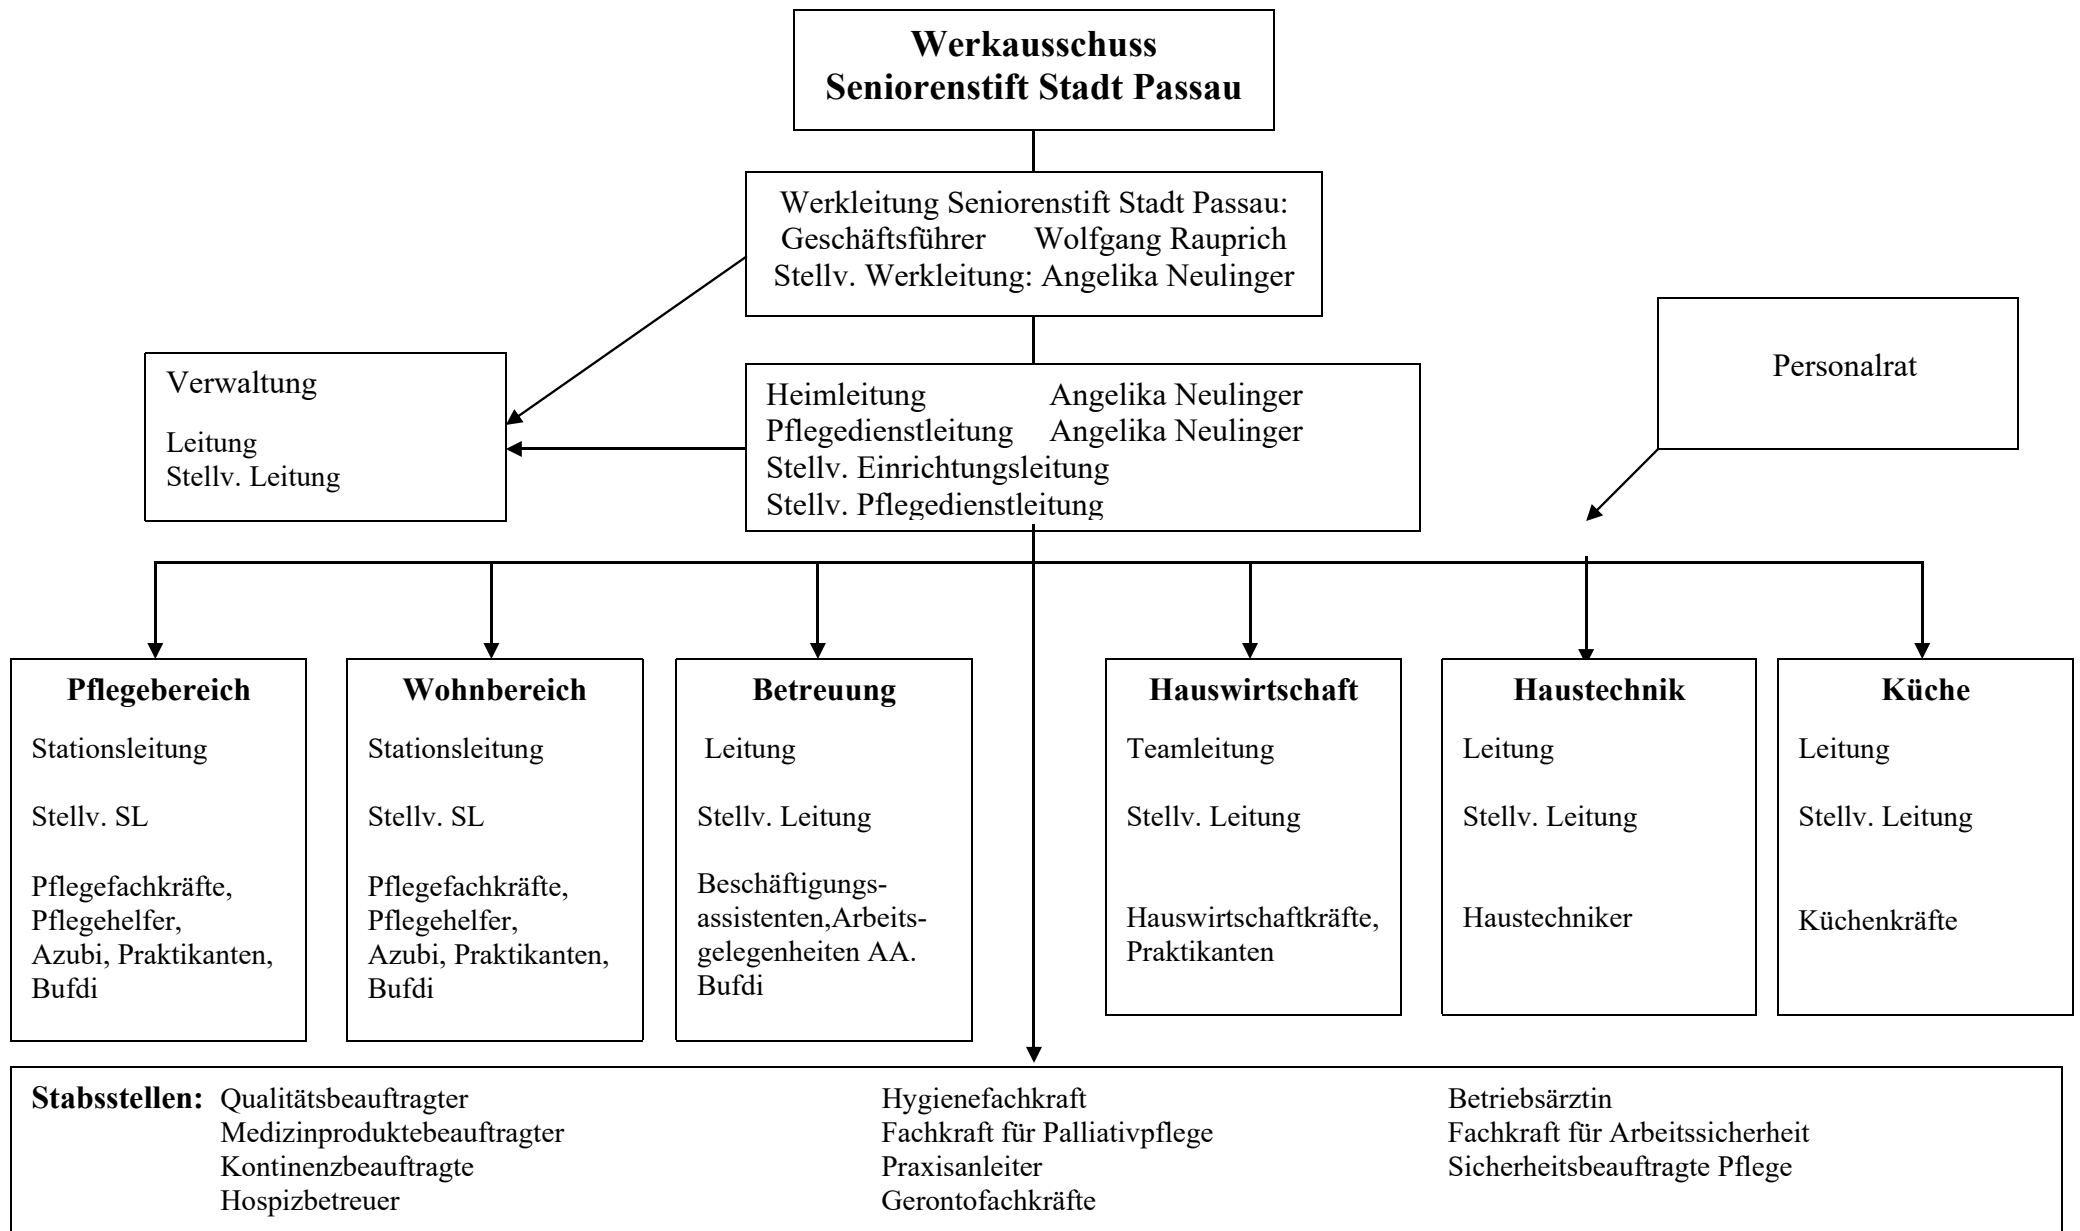 Werkausschuss
Seniorenstift Stadt Passau
Werkleitung Seniorenstift Stadt Passau:
Geschäftsführer Wolfgang Rauprich
Stellv. Werkleitung: Angelika Neulinger
Personalrat
Verwaltung
Leitung
Stellv. Leitung
Heimleitung Angelika Neulinger
Pflegedienstleitung Angelika Neulinger
Stellv. Einrichtungsleitung
Stellv. Pflegedienstleitung
Pflegebereich
Stationsleitung
Stellv. SL
Pflegefachkräfte,
Pflegehelfer,
Azubi, Praktikanten,
Bufdi
Wohnbereich
Stationsleitung
Stellv. SL
Pflegefachkräfte,
Pflegehelfer,
Azubi, Praktikanten,
Bufdi
Betreuung
Leitung
Stellv. Leitung
Beschäftigungs-
assistenten,Arbeits-
gelegenheiten AA.
Bufdi
Hauswirtschaft
Teamleitung
Stellv. Leitung
Hauswirtschaftkräfte,
Praktikanten
Haustechnik
Leitung
Stellv. Leitung
Haustechniker
Küche
Leitung
Stellv. Leitung
Küchenkräfte
Stabsstellen: Qualitätsbeauftragter Hygienefachkraft Betriebsärztin
Medizinproduktebeauftragter Fachkraft für Palliativpflege Fachkraft für Arbeitssicherheit
Kontinenzbeauftragte Praxisanleiter Sicherheitsbeauftragte Pflege
Hospizbetreuer Gerontofachkräfte